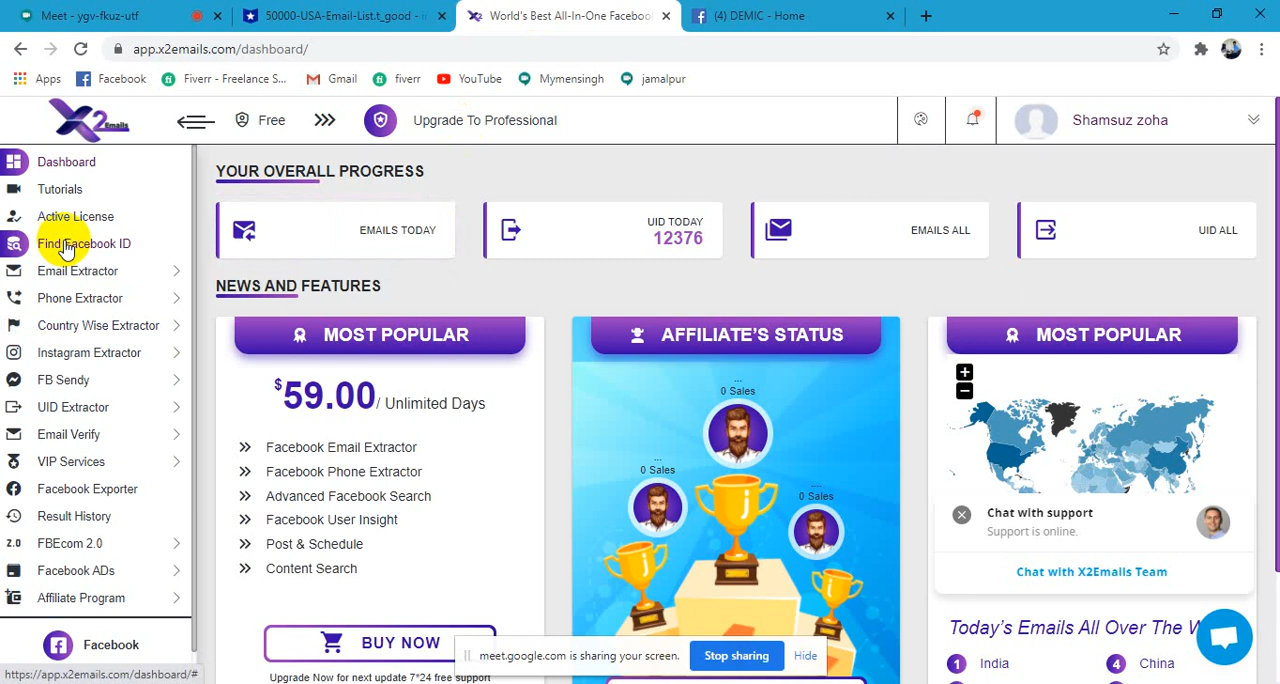 Meet - ygv-fkuz-utf
50000-USA-Email-List.t_good - r
World's Best All-In-One Faceboo
(4) DEMIC - Home
app.x2emails.com/dashboard/
Apps
Facebook
Fiverr - Freelance S...
Gmail
fiverr
YouTube
Mymensingh
jamalpur
X2
Emails
Free
Upgrade To Professional
Shamsuz zoha
Dashboard
Tutorials
Active License
Find Facebook ID
Email Extractor
Phone Extractor
Country Wise Extractor
Instagram Extractor
FB Sendy
UID Extractor
Email Verify
VIP Services
Facebook Exporter
Result History
2.0 FBEcom 2.0
Facebook ADs
Affiliate Program
Facebook
https://app.x2emails.com/dashboard/#
YOUR OVERALL PROGRESS
EMAILS TODAY
UID TODAY
12376
EMAILS ALL
UID ALL
NEWS AND FEATURES
MOST POPULAR
$59.00/ Unlimited Days
Facebook Email Extractor
Facebook Phone Extractor
Advanced Facebook Search
Facebook User Insight
Post & Schedule
Content Search
BUY NOW
Upgrade Now for next update 7*24 free support
AFFILIATE'S STATUS
...
0 Sales
...
0 Sales
....
0 Sales
MOST POPULAR
+
−
Chat with support
Support is online.
Chat with X2Emails Team
Today's Emails All Over The W
1 India
4 China
meet.google.com is sharing your screen.
Stop sharing
Hide